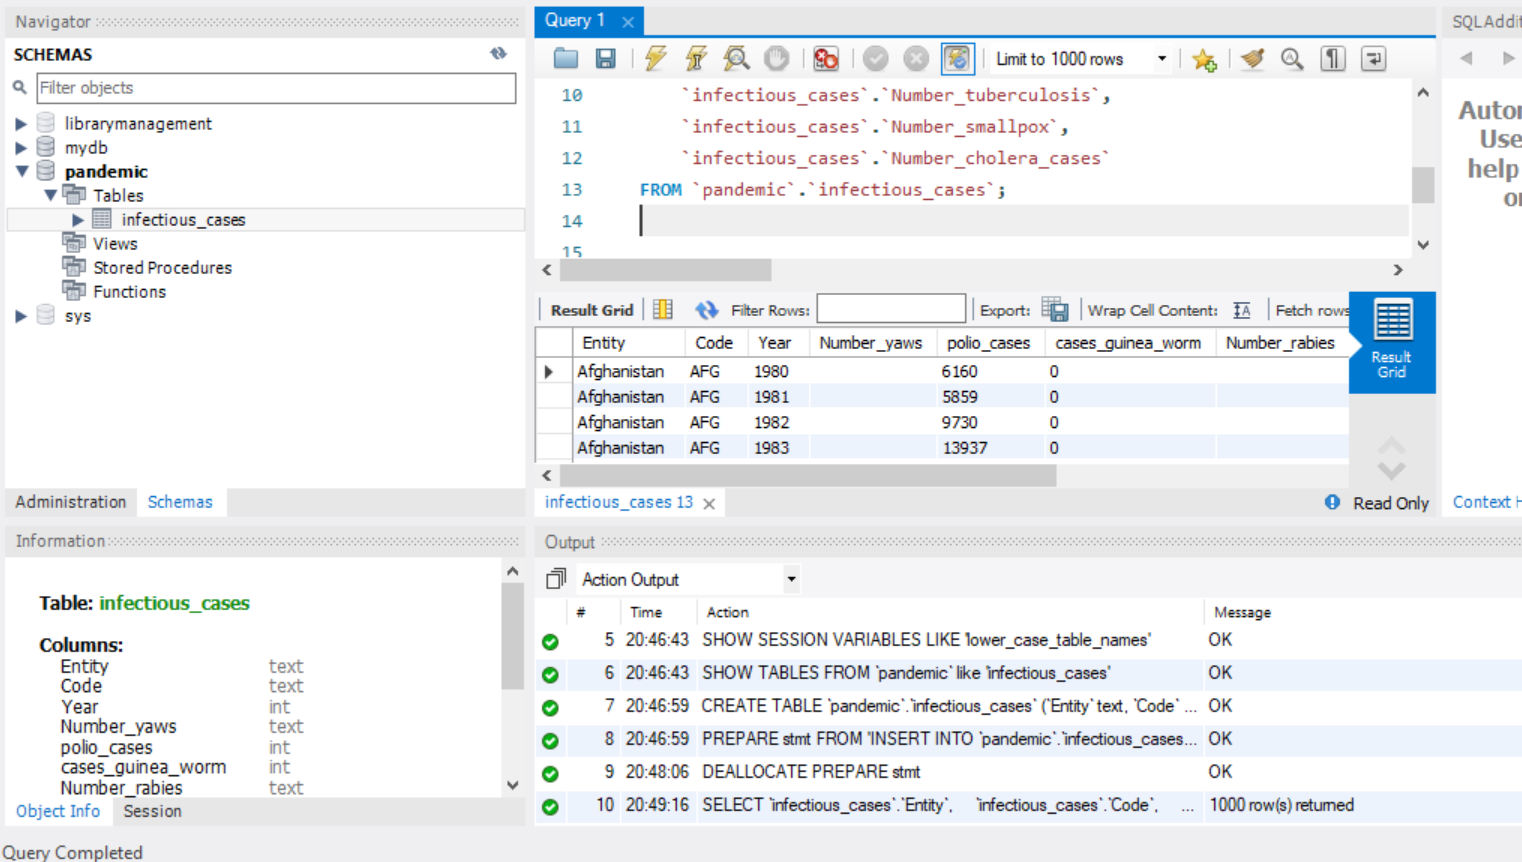 Navigator
SCHEMAS
Filter objects
librarymanagement
mydb
pandemic
Tables
infectious_cases
Views
Stored Procedures
Functions
sys
Administration Schemas
Information
Table: infectious_cases
Columns:
Entity text
Code text
Year int
Number_yaws text
polio_cases int
cases_guinea_worm int
Number_rabies text
Object Info Session
Query Completed
Query 1
Limit to 1000 rows
10 `infectious_cases`.`Number_tuberculosis`,
11 `infectious_cases`.`Number_smallpox`,
12 `infectious_cases`.`Number_cholera_cases`
13 FROM `pandemic`.`infectious_cases`;
14
15
Result Grid Filter Rows: Export: Wrap Cell Content: Fetch rows
Entity Code Year Number_yaws polio_cases cases_guinea_worm Number_rabies
Afghanistan AFG 1980 6160 0
Afghanistan AFG 1981 5859 0
Afghanistan AFG 1982 9730 0
Afghanistan AFG 1983 13937 0
Result
Grid
infectious_cases 13 Read Only
Output
Action Output
# Time Action Message
5 20:46:43 SHOW SESSION VARIABLES LIKE 'lower_case_table_names' OK
6 20:46:43 SHOW TABLES FROM `pandemic` like 'infectious_cases' OK
7 20:46:59 CREATE TABLE `pandemic`.`infectious_cases` (`Entity` text, `Code` ... OK
8 20:46:59 PREPARE stmt FROM 'INSERT INTO `pandemic`.`infectious_cases... OK
9 20:48:06 DEALLOCATE PREPARE stmt OK
10 20:49:16 SELECT `infectious_cases`.`Entity`, `infectious_cases`.`Code`, ... 1000 row(s) returned
SQLAddit
Auto
Use
help
Context